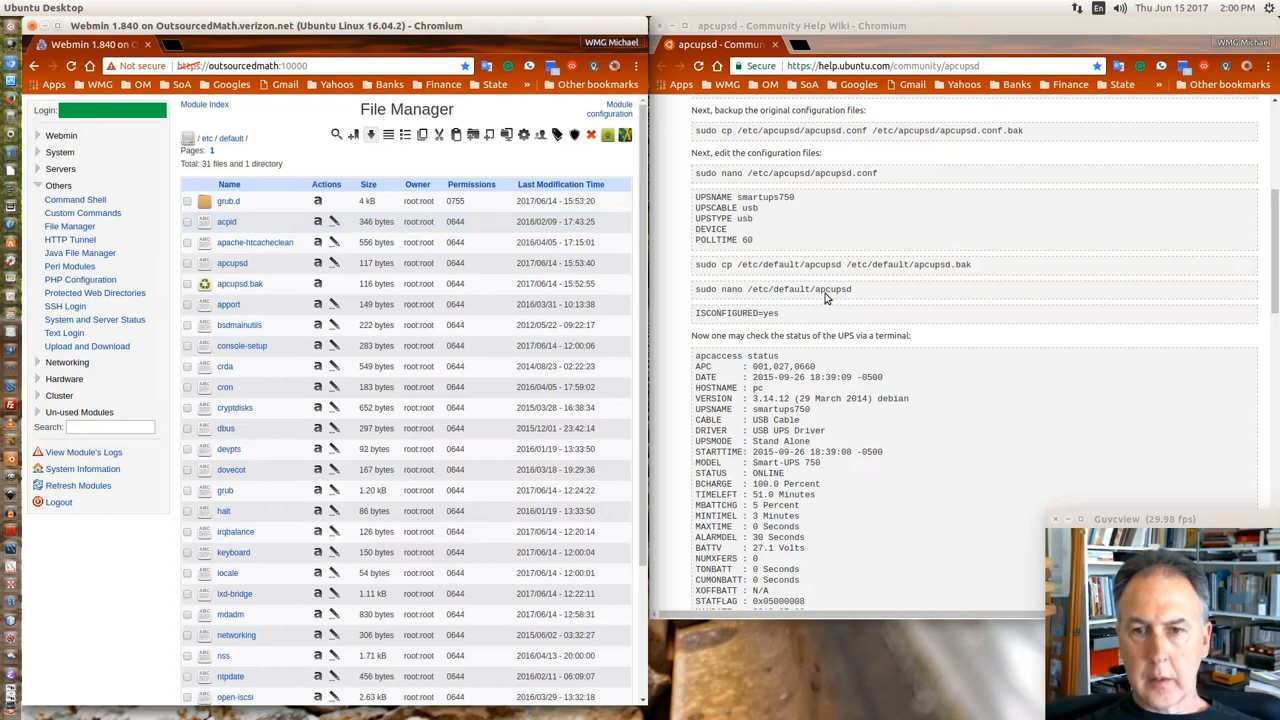 Ubuntu Desktop
En
Thu Jun 15 2017
2:00 PM
Webmin 1.840 on OutsourcedMath.verizon.net (Ubuntu Linux 16.04.2) - Chromium
Webmin 1.840 on O
WMG Michael
Not secure
https://outsourcedmath:10000
Apps
WMG
OM
SoA
Googles
Gmail
Yahoos
Banks
Finance
State
»
Other bookmarks
Login:
Webmin
System
Servers
Others
Command Shell
Custom Commands
File Manager
HTTP Tunnel
Java File Manager
Perl Modules
PHP Configuration
Protected Web Directories
SSH Login
System and Server Status
Text Login
Upload and Download
Networking
Hardware
Cluster
Un-used Modules
Search:
View Module's Logs
System Information
Refresh Modules
Logout
Module Index
File Manager
Module configuration
/ etc / default /
Pages: 1
Total: 31 files and 1 directory
Name Actions Size Owner Permissions Last Modification Time
grub.d a 4 kB root:root 0755 2017/06/14 - 15:53:20
acpid a 346 bytes root:root 0644 2016/02/09 - 17:43:25
apache-htcacheclean a 556 bytes root:root 0644 2016/04/05 - 17:15:01
apcupsd a 117 bytes root:root 0644 2017/06/14 - 15:53:40
apcupsd.bak a 116 bytes root:root 0644 2017/06/14 - 15:52:55
apport a 149 bytes root:root 0644 2016/03/31 - 10:13:38
bsdmainutils a 222 bytes root:root 0644 2012/05/22 - 09:22:17
console-setup a 283 bytes root:root 0644 2017/06/14 - 12:00:06
crda a 549 bytes root:root 0644 2014/08/23 - 02:22:23
cron a 183 bytes root:root 0644 2016/04/05 - 17:59:02
cryptdisks a 652 bytes root:root 0644 2015/03/28 - 16:38:34
dbus a 297 bytes root:root 0644 2015/12/01 - 23:42:14
devpts a 92 bytes root:root 0644 2016/01/19 - 13:33:50
dovecot a 167 bytes root:root 0644 2016/03/18 - 19:29:36
grub a 1.20 kB root:root 0644 2017/06/14 - 12:24:22
halt a 86 bytes root:root 0644 2016/01/19 - 13:33:50
irqbalance a 126 bytes root:root 0644 2017/06/14 - 12:20:14
keyboard a 150 bytes root:root 0644 2017/06/14 - 12:00:04
locale a 54 bytes root:root 0644 2017/06/14 - 12:00:01
lxd-bridge a 1.11 kB root:root 0644 2017/06/14 - 12:22:11
mdadm a 830 bytes root:root 0644 2017/06/14 - 12:58:31
networking a 306 bytes root:root 0644 2015/06/02 - 03:32:27
nss a 1.71 kB root:root 0644 2016/04/13 - 20:00:00
ntpdate a 456 bytes root:root 0644 2016/02/11 - 06:09:07
open-iscsi a 2.63 kB root:root 0644 2016/03/29 - 13:32:18
apcupsd - Community Help Wiki - Chromium
apcupsd - Commun
WMG Michael
Secure
https://help.ubuntu.com/community/apcupsd
Apps
WMG
OM
SoA
Googles
Gmail
Yahoos
Banks
Finance
State
»
Other bookmarks
Next, backup the original configuration files:
sudo cp /etc/apcupsd/apcupsd.conf /etc/apcupsd/apcupsd.conf.bak
Next, edit the configuration files:
sudo nano /etc/apcupsd/apcupsd.conf
UPSNAME smartups750
UPSCABLE usb
UPSTYPE usb
DEVICE
POLLTIME 60
sudo cp /etc/default/apcupsd /etc/default/apcupsd.bak
sudo nano /etc/default/apcupsd
ISCONFIGURED=yes
Now one may check the status of the UPS via a terminal:
apcaccess status
APC : 001,027,0660
DATE : 2015-09-26 18:39:09 -0500
HOSTNAME : pc
VERSION : 3.14.12 (29 March 2014) debian
UPSNAME : smartups750
CABLE : USB Cable
DRIVER : USB UPS Driver
UPSMODE : Stand Alone
STARTTIME: 2015-09-26 18:39:08 -0500
MODEL : Smart-UPS 750
STATUS : ONLINE
BCHARGE : 100.0 Percent
TIMELEFT : 51.0 Minutes
MBATTCHG : 5 Percent
MINTIMEL : 3 Minutes
MAXTIME : 0 Seconds
ALARMDEL : 30 Seconds
BATTV : 27.1 Volts
NUMXFERS : 0
TONBATT : 0 Seconds
CUMONBATT: 0 Seconds
XOFFBATT : N/A
STATFLAG : 0x05000008
Guvcview (29.98 fps)